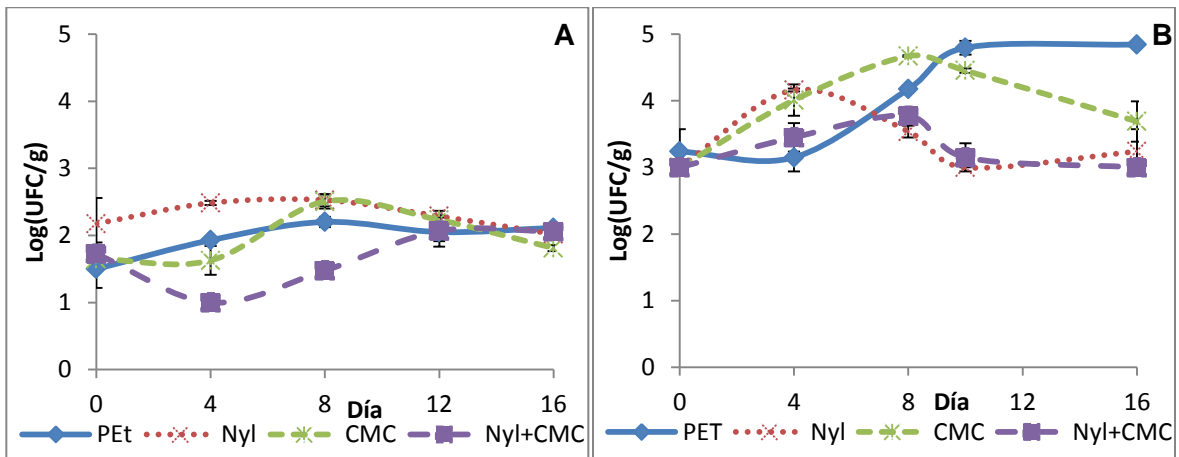 A
Log(UFC/g)
5
4
3
2
1
0
0 4 8 12 16
Día
PEt Nyl CMC Nyl+CMC
B
Log(UFC/g)
5
4
3
2
1
0
0 4 8 12 16
Día
PET Nyl CMC Nyl+CMC